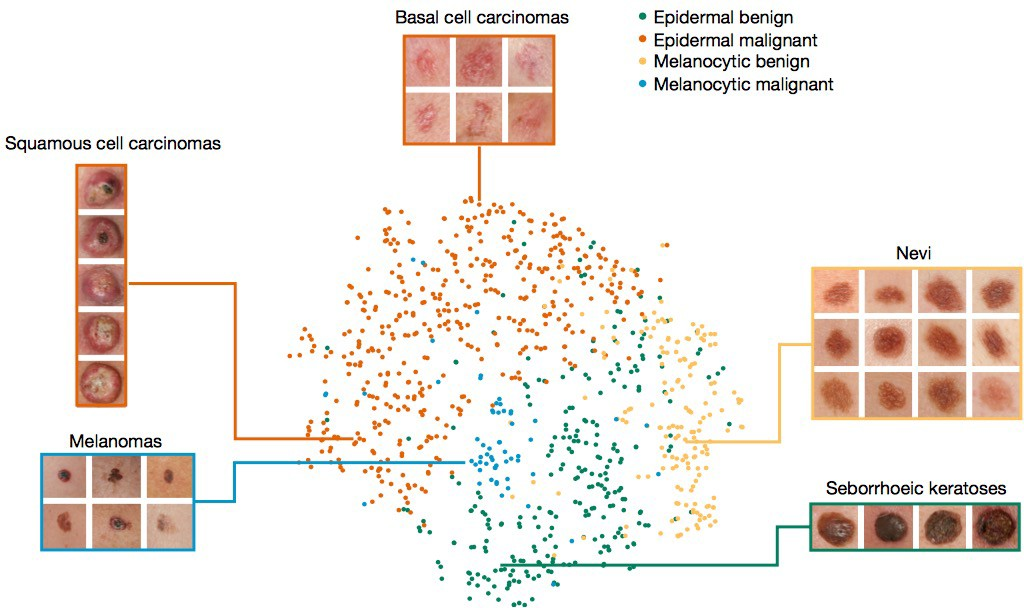 Basal cell carcinomas
Epidermal benign
Epidermal malignant
Melanocytic benign
Melanocytic malignant
Squamous cell carcinomas
Nevi
Melanomas
Seborrhoeic keratoses